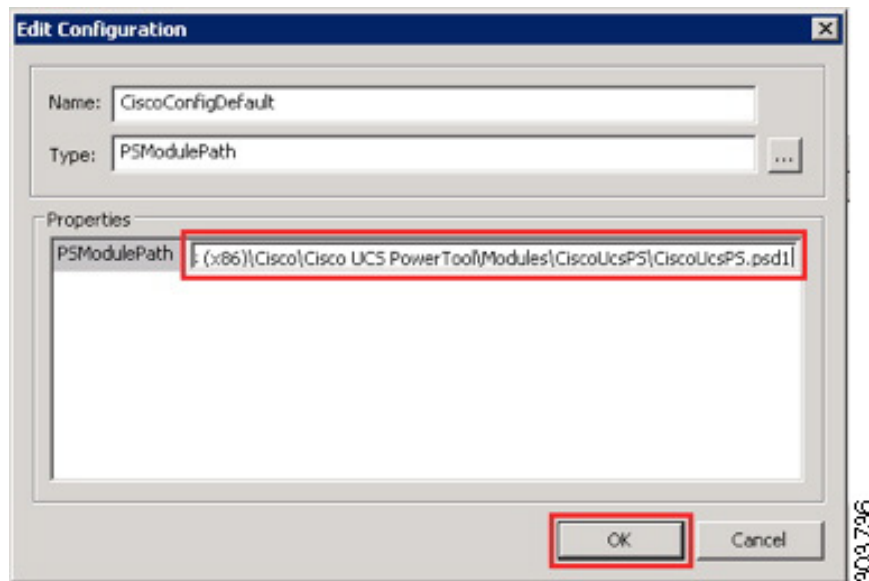 Edit Configuration
Name: CiscoConfigDefault
Type: PSModulePath
...
Properties
PSModulePath (x86)\Cisco\Cisco UCS PowerTool\Modules\CiscoUcsPS\CiscoUcsPS.psd1
OK Cancel
303736